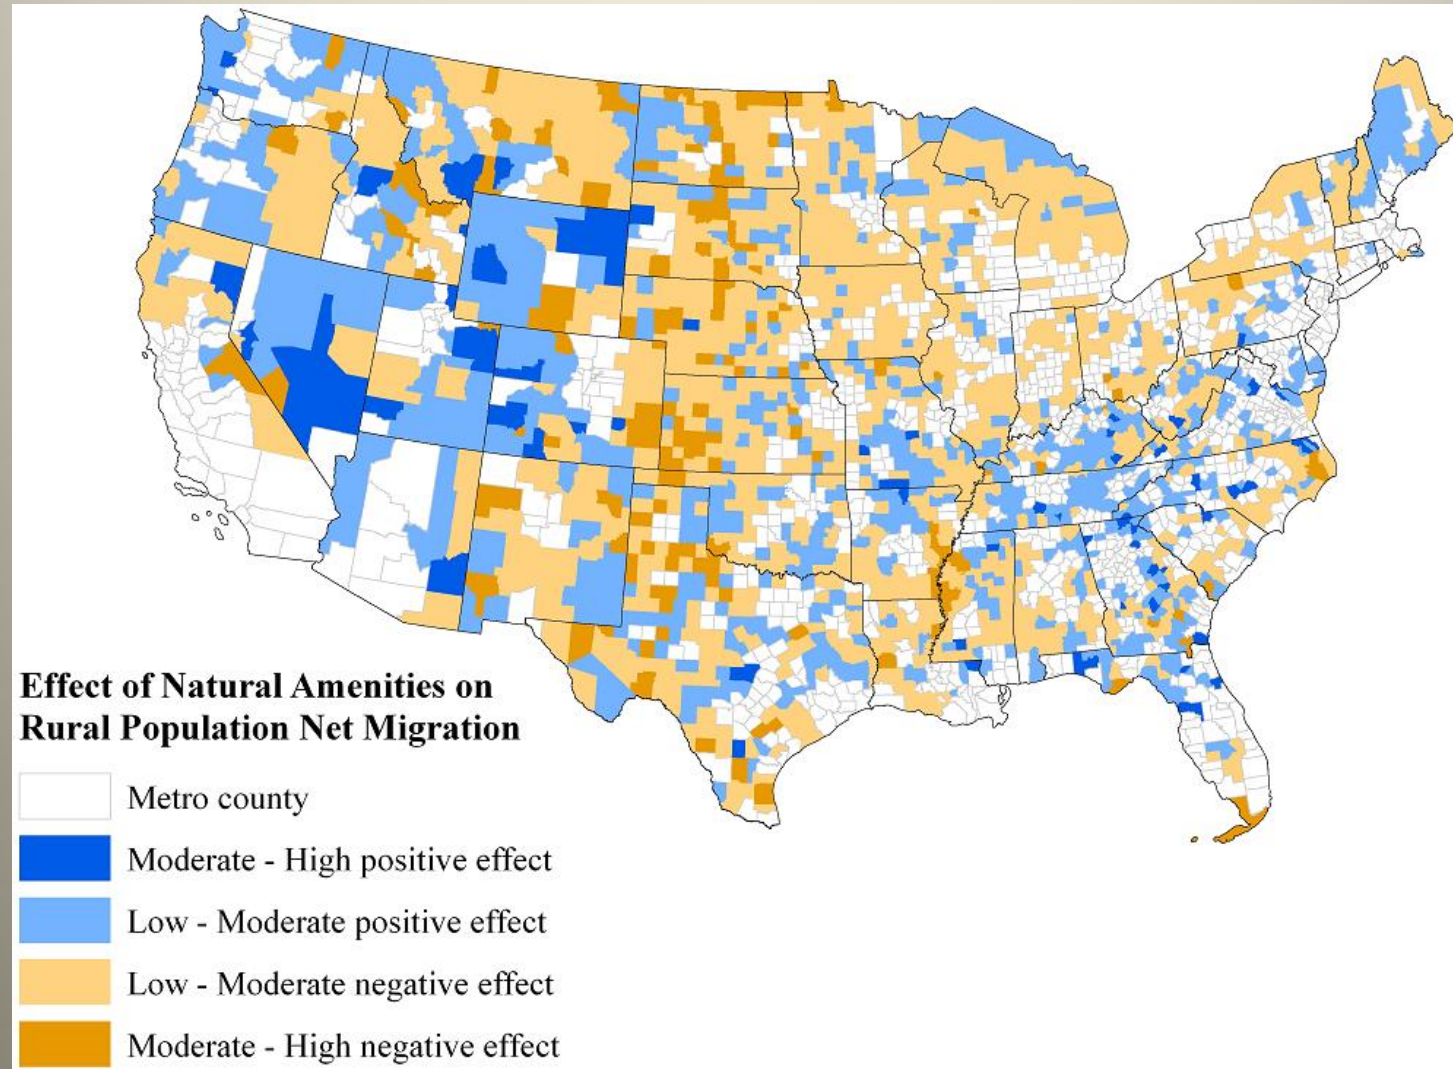 Effect of Natural Amenities on
Rural Population Net Migration
Metro county
Moderate - High positive effect
Low - Moderate positive effect
Low - Moderate negative effect
Moderate - High negative effect